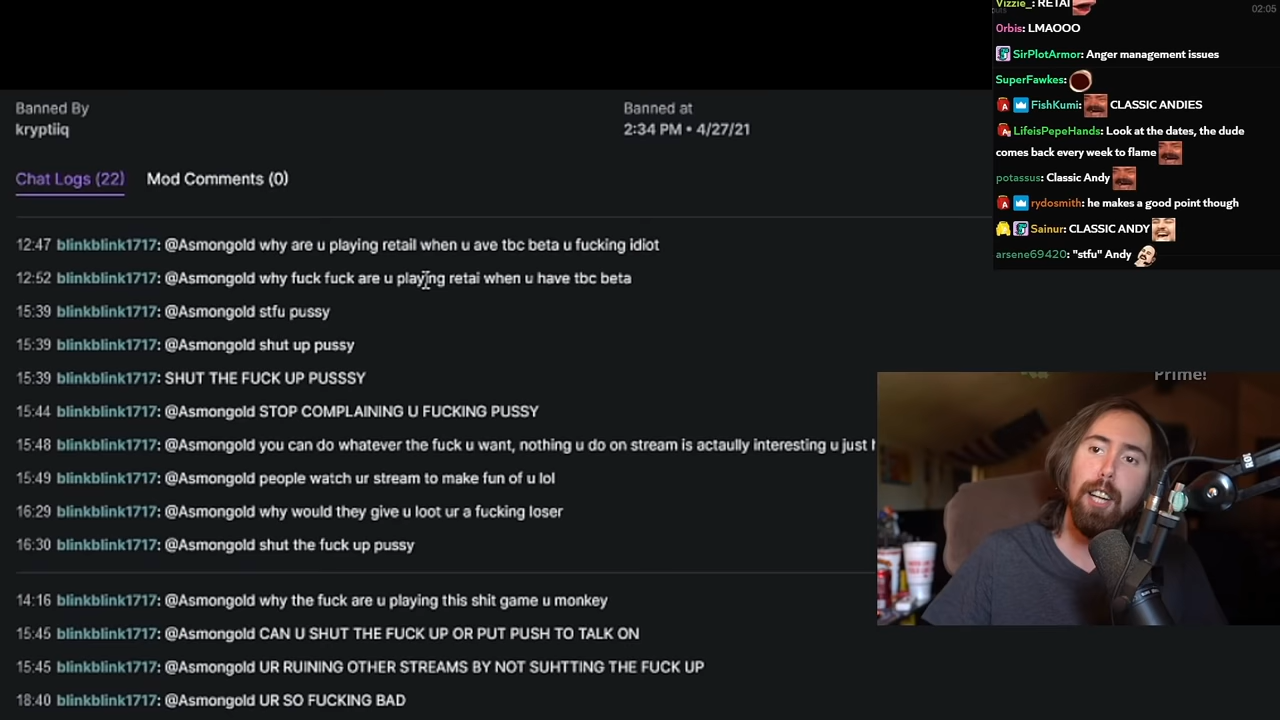 Vizzie_: RETAI
02:05
0rbis: LMAOOO
SirPlotArmor: Anger management issues
SuperFawkes:
FishKumi: CLASSIC ANDIES
LifeisPepeHands: Look at the dates, the dude
comes back every week to flame
potassus: Classic Andy
rydosmith: he makes a good point though
Sainur: CLASSIC ANDY
arsene69420: "stfu" Andy
Banned By
kryptiiq
Banned at
2:34 PM • 4/27/21
Chat Logs (22) Mod Comments (0)
12:47 blinkblink1717: @Asmongold why are u playing retail when u ave tbc beta u fucking idiot
12:52 blinkblink1717: @Asmongold why fuck fuck are u playing retai when u have tbc beta
15:39 blinkblink1717: @Asmongold stfu pussy
15:39 blinkblink1717: @Asmongold shut up pussy
15:39 blinkblink1717: SHUT THE FUCK UP PUSSSY
15:44 blinkblink1717: @Asmongold STOP COMPLAINING U FUCKING PUSSY
15:48 blinkblink1717: @Asmongold you can do whatever the fuck u want, nothing u do on stream is actaully interesting u just
15:49 blinkblink1717: @Asmongold people watch ur stream to make fun of u lol
16:29 blinkblink1717: @Asmongold why would they give u loot ur a fucking loser
16:30 blinkblink1717: @Asmongold shut the fuck up pussy
14:16 blinkblink1717: @Asmongold why the fuck are u playing this shit game u monkey
15:45 blinkblink1717: @Asmongold CAN U SHUT THE FUCK UP OR PUT PUSH TO TALK ON
15:45 blinkblink1717: @Asmongold UR RUINING OTHER STREAMS BY NOT SUHTTING THE FUCK UP
18:40 blinkblink1717: @Asmongold UR SO FUCKING BAD
Prime!